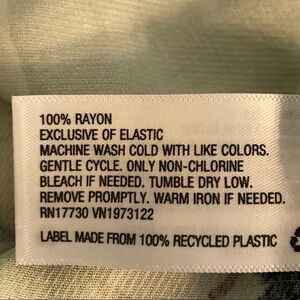 100% RAYON
EXCLUSIVE OF ELASTIC
MACHINE WASH COLD WITH LIKE COLORS.
GENTLE CYCLE. ONLY NON-CHLORINE
BLEACH IF NEEDED. TUMBLE DRY LOW.
REMOVE PROMPTLY. WARM IRON IF NEEDED.
RN17730 VN1973122
LABEL MADE FROM 100% RECYCLED PLASTIC